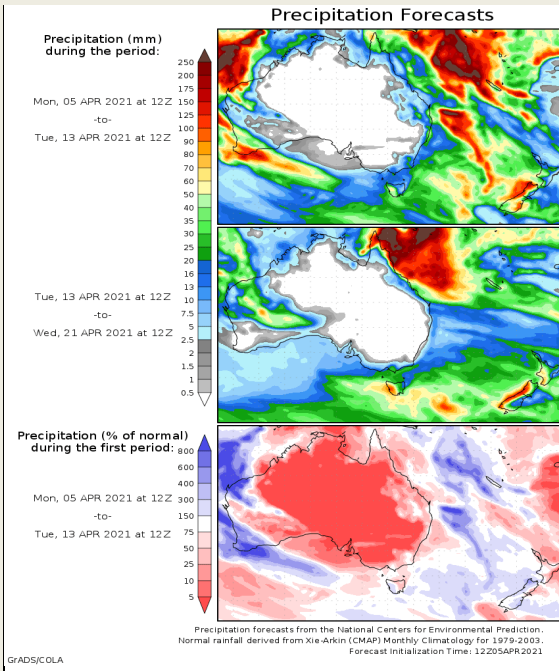 Precipitation Forecasts
Precipitation (mm)
during the period:
Mon, 05 APR 2021 at 12Z
-to-
Tue, 13 APR 2021 at 12Z
250
200
175
150
125
100
90
80
70
60
50
40
35
30
25
20
16
13
10
7.5
5
2.5
2
1.5
1
0.5
Tue, 13 APR 2021 at 12Z
-to-
Wed, 21 APR 2021 at 12Z
Precipitation (% of normal)
during the first period:
Mon, 05 APR 2021 at 12Z
-to-
Tue, 13 APR 2021 at 12Z
800
600
400
300
150
75
50
25
10
5
Precipitation forecasts from the National Centers for Environmental Prediction.
Normal rainfall derived from Xie-Arkin (CMAP) Monthly Climatology for 1979-2003.
Forecast Initialization Time: 12Z05APR2021
GrADS/COLA